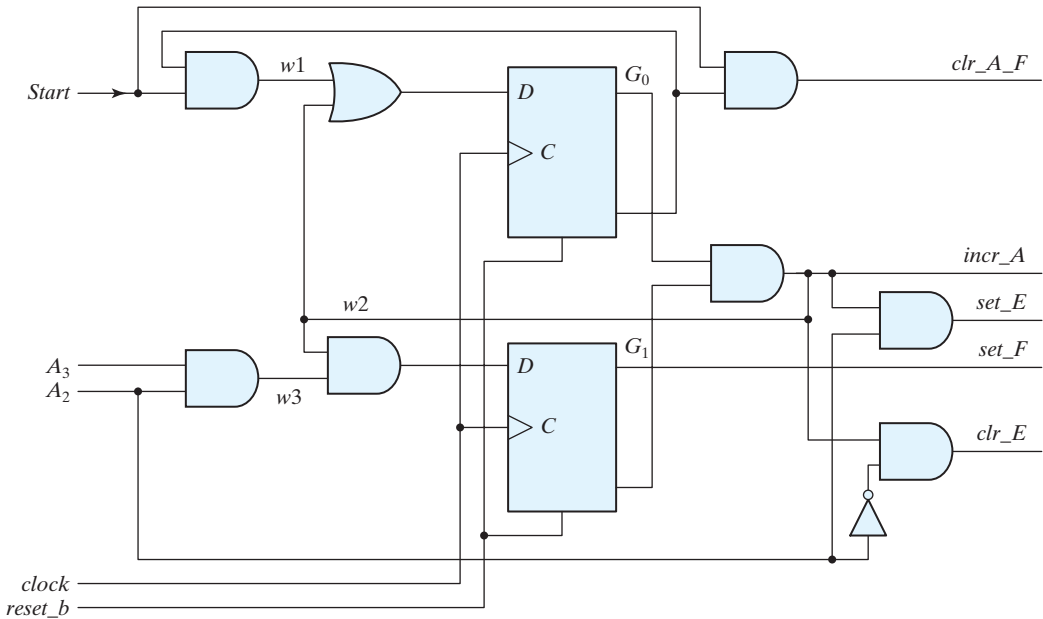 Start
w1
D
C
G0
clr_A_F
incr_A
set_E
set_F
w2
G1
A3
A2
w3
D
C
clr_E
clock
reset_b